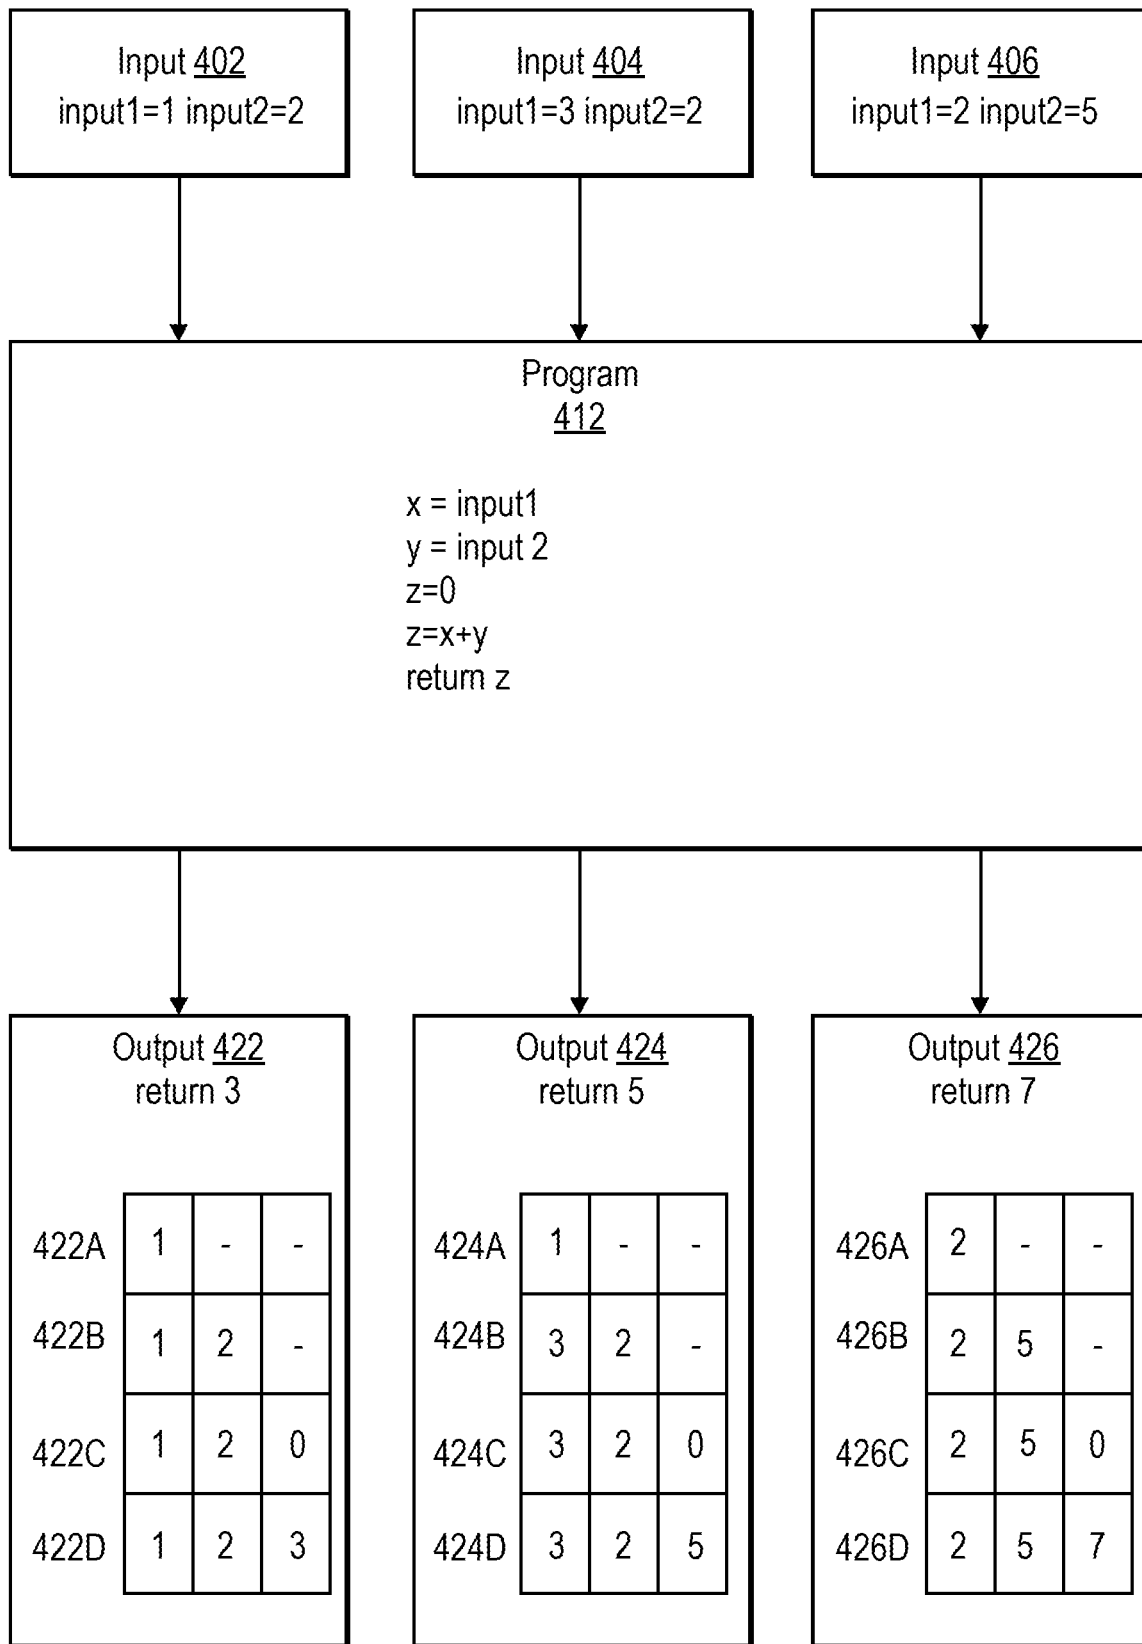 Input 402
input1=1 input2=2
Input 404
input1=3 input2=2
Input 406
input1=2 input2=5
Program
412
x = input1
y = input 2
z=0
z=x+y
return z
Output 422
return 3
422A 1 - -
422B 1 2 -
422C 1 2 0
422D 1 2 3
Output 424
return 5
424A 1 - -
424B 3 2 -
424C 3 2 0
424D 3 2 5
Output 426
return 7
426A 2 - -
426B 2 5 -
426C 2 5 0
426D 2 5 7